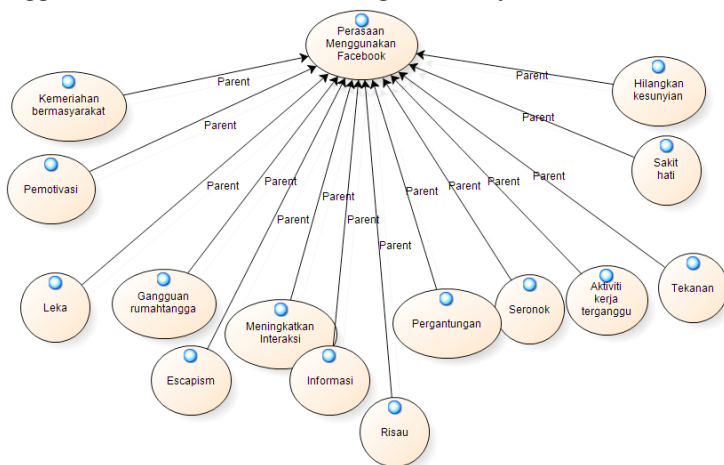 Perasaan
Menggunakan
Facebook
Kemeriahan
bermasyarakat
Parent
Parent
Hilangkan
kesunyian
Pemotivasi
Parent
Parent
Sakit
hati
Parent
Parent
Parent
Parent
Parent
Parent
Parent
Parent
Parent
Leka
Gangguan
rumahtangga
Meningkatkan
Interaksi
Pergantungan
Seronok
Aktiviti
kerja
terganggu
Tekanan
Escapism
Informasi
Risau